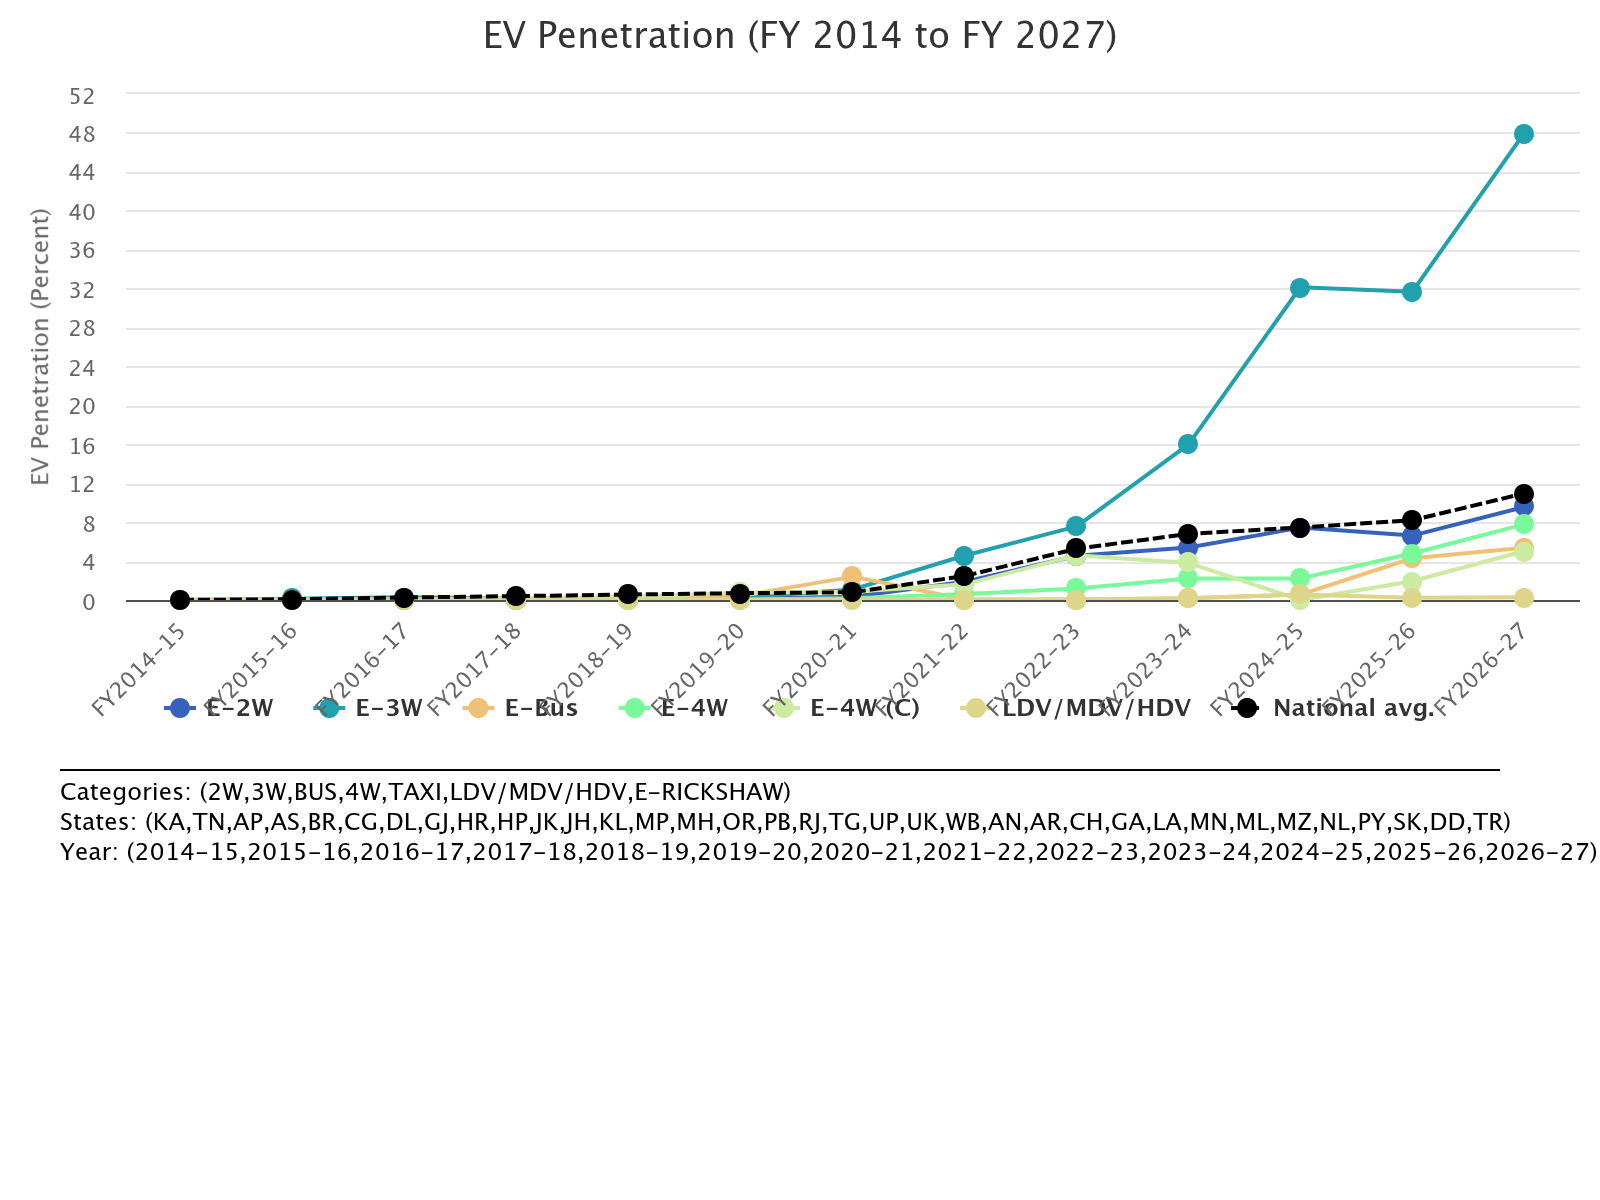 EV Penetration (FY 2014 to FY 2027)
EV Penetration (Percent)
52
48
44
40
36
32
28
24
20
16
12
8
4
0
FY2014-15
FY2015-16
FY2016-17
FY2017-18
FY2018-19
FY2019-20
FY2020-21
FY2021-22
FY2022-23
FY2023-24
FY2024-25
FY2025-26
FY2026-27
E-2W E-3W E-Bus E-4W E-4W (C) LDV/MDV/HDV National avg.
Categories: (2W,3W,BUS,4W,TAXI,LDV/MDV/HDV,E-RICKSHAW)
States: (KA,TN,AP,AS,BR,CG,DL,GJ,HR,HP,JK,JH,KL,MP,MH,OR,PB,RJ,TG,UP,UK,WB,AN,AR,CH,GA,LA,MN,ML,MZ,NL,PY,SK,DD,TR)
Year: (2014-15,2015-16,2016-17,2017-18,2018-19,2019-20,2020-21,2021-22,2022-23,2023-24,2024-25,2025-26,2026-27)